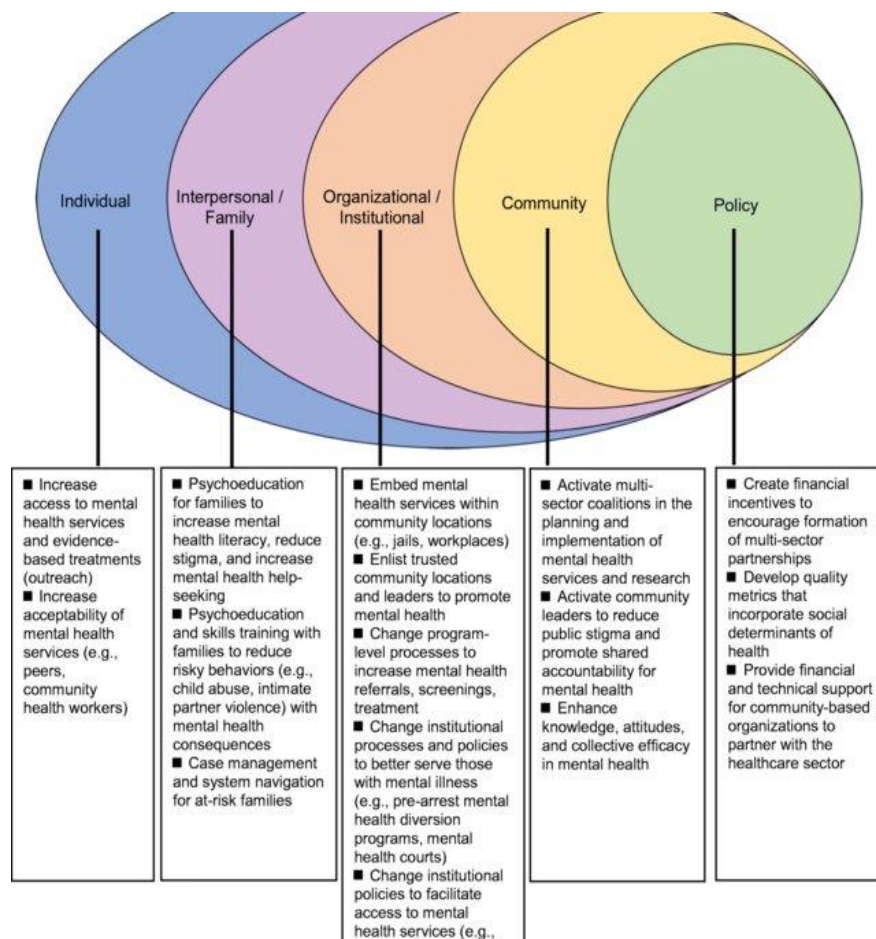 Individual
Interpersonal /
Family
Organizational /
Institutional
Community
Policy
■ Increase
access to mental
health services
and evidence-
based treatments
(outreach)
■ Increase
acceptability of
mental health
services (e.g.,
peers,
community
health workers)
■ Psychoeducation
for families to
increase mental
health literacy, reduce
stigma, and increase
mental health help-
seeking
■ Psychoeducation
and skills training with
families to reduce
risky behaviors (e.g.,
child abuse, intimate
partner violence) with
mental health
consequences
■ Case management
and system navigation
for at-risk families
■ Embed mental
health services within
community locations
(e.g., jails, workplaces)
■ Enlist trusted
community locations
and leaders to promote
mental health
■ Change program-
level processes to
increase mental health
referrals, screenings,
treatment
■ Change institutional
processes and policies
to better serve those
with mental illness
(e.g., pre-arrest mental
health diversion
programs, mental
health courts)
■ Change institutional
policies to facilitate
access to mental
health services (e.g.,
■ Activate multi-
sector coalitions in the
planning and
implementation of
mental health
services and research
■ Activate community
leaders to reduce
public stigma and
promote shared
accountability for
mental health
■ Enhance
knowledge, attitudes,
and collective efficacy
in mental health
■ Create financial
incentives to
encourage formation
of multi-sector
partnerships
■ Develop quality
metrics that
incorporate social
determinants of
health
■ Provide financial
and technical support
for community-based
organizations to
partner with the
healthcare sector